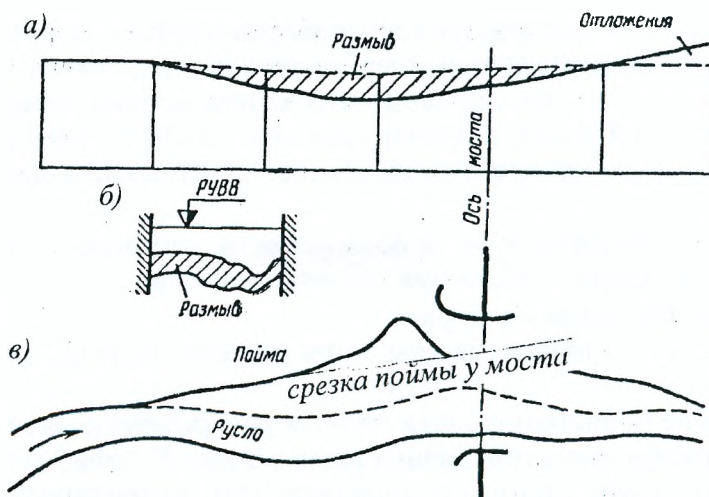 а)
Отложения
Размыв
Ось моста
б)
РУВВ
Размыв
в)
Пойма
срезка поймы у моста
Русло